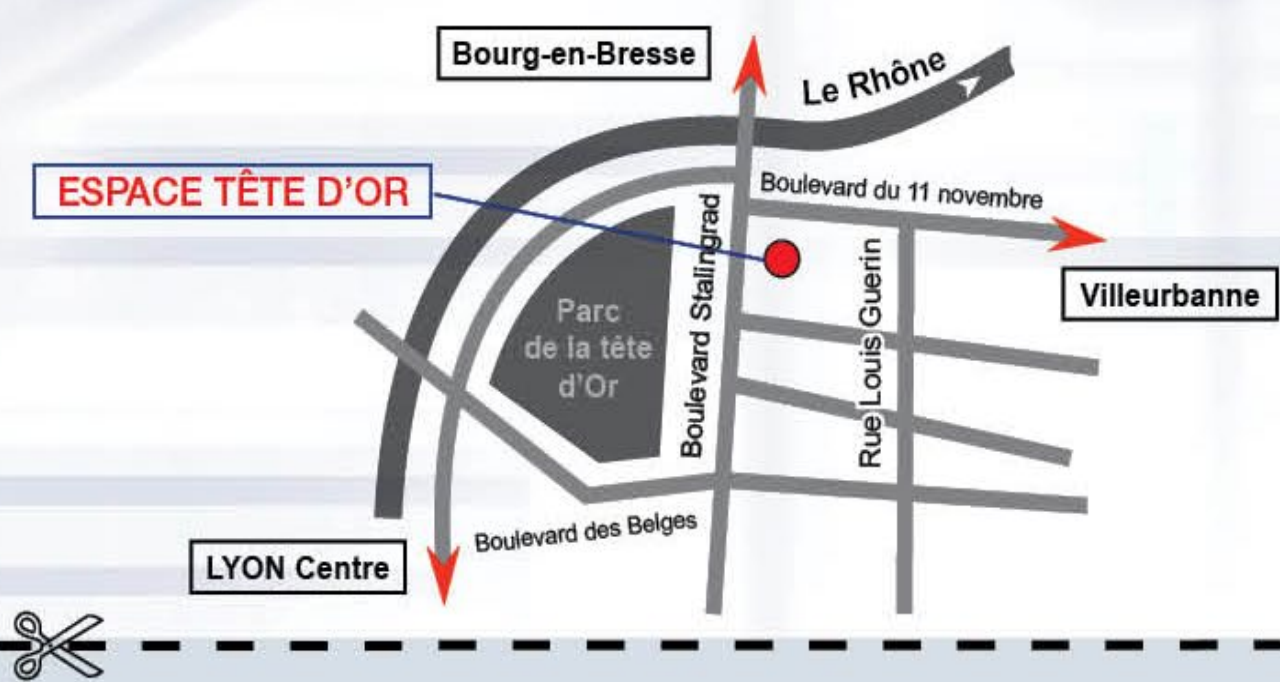 Bourg-en-Bresse
Le Rhône
ESPACE TÊTE D'OR
Boulevard du 11 novembre
Boulevard Stalingrad
Rue Louis Guerin
Villeurbanne
Parc
de la tête
d'Or
Boulevard des Belges
LYON Centre